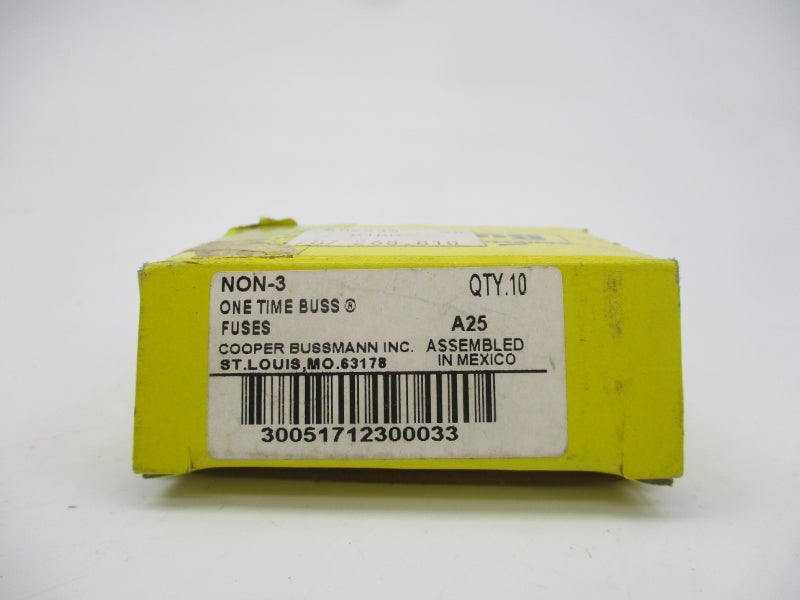 NON-3 QTY.10
ONE TIME BUSS ®
FUSES A25
COOPER BUSSMANN INC. ASSEMBLED
ST.LOUIS,MO.63178 IN MEXICO
30051712300033